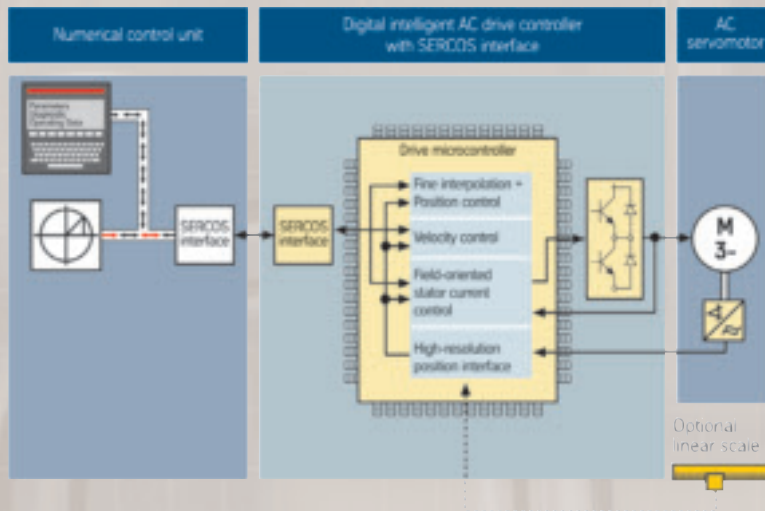 Numerical control unit
Digital intelligent AC drive controller
with SERCOS interface
AC
servomotor
Parameters
Diagnostic
Operating Data
SERCOS
interface
SERCOS
interface
Drive microcontroller
Fine interpolation +
Position control
Velocity control
Field-oriented
stator current
control
High-resolution
position interface
M
3~
Optional
linear scale